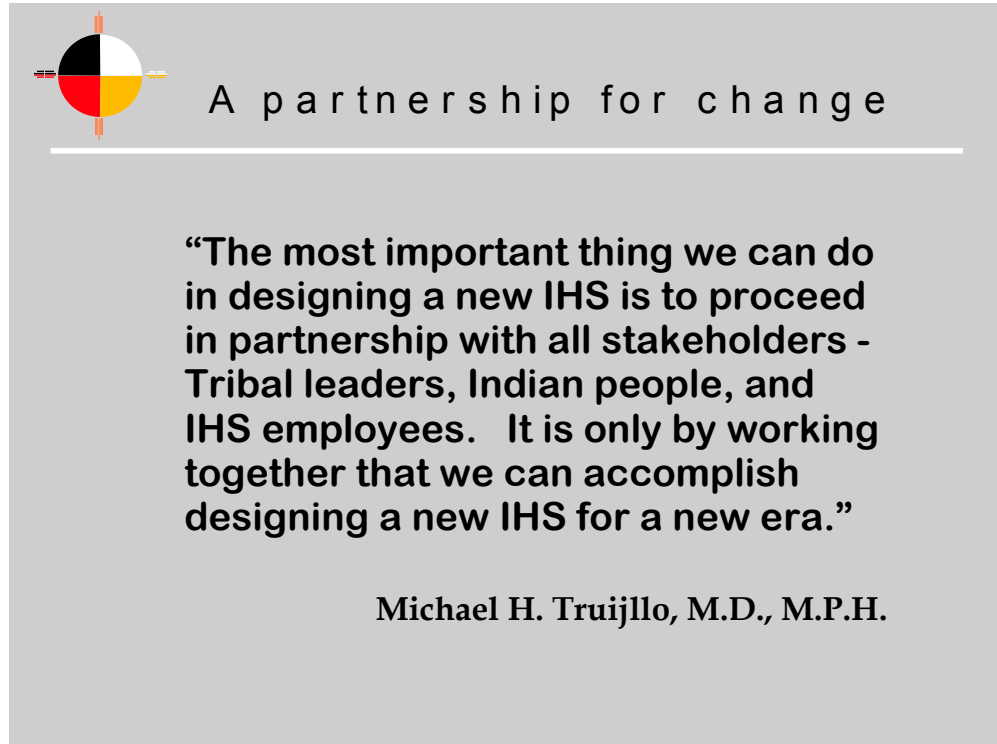 A partnership for change
“The most important thing we can do
in designing a new IHS is to proceed
in partnership with all stakeholders -
Tribal leaders, Indian people, and
IHS employees.   It is only by working
together that we can accomplish
designing a new IHS for a new era.”
Michael H. Truijllo, M.D., M.P.H.